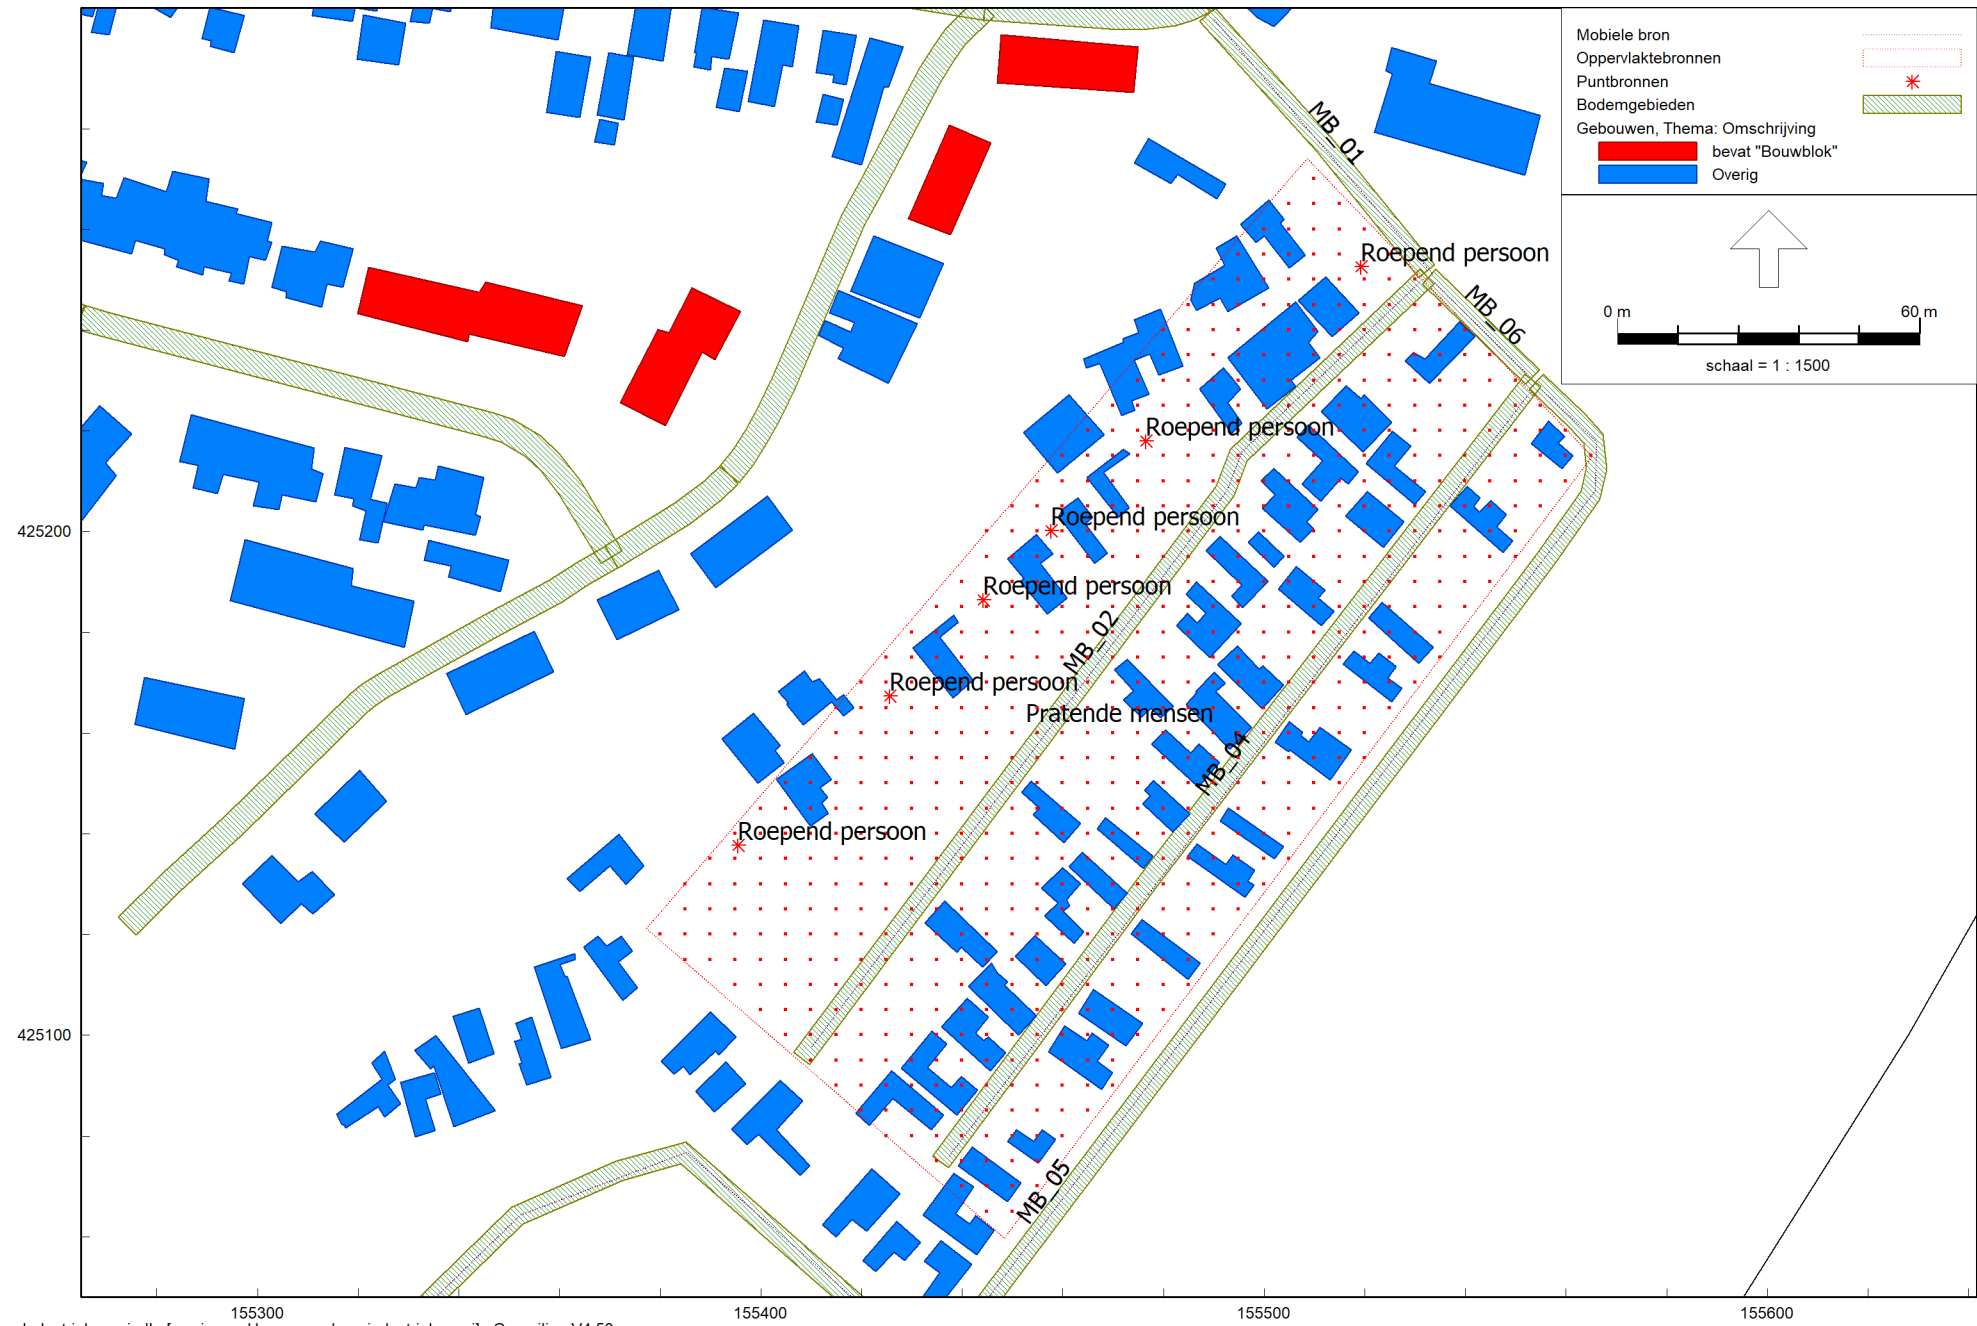 Mobiele bron
Oppervlaktebronnen
Puntbronnen
Bodemgebieden
Gebouwen, Thema: Omschrijving
bevat "Bouwblok"
Overig
0 m
60 m
schaal = 1 : 1500
MB_01
Roepend persoon
MB_06
Roepend persoon
Roepend persoon
Roepend persoon
MB_02
Roepend persoon
Pratende mensen
MB_04
Roepend persoon
MB_05
425200
425100
155300
155400
155500
155600